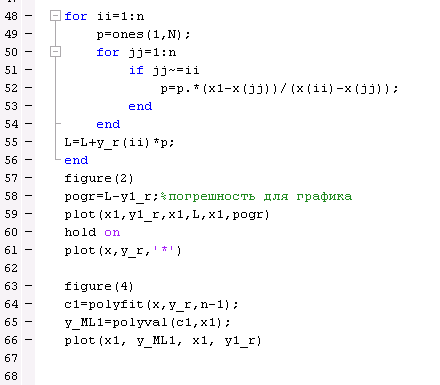 48 – for ii=1:n
49 – p=ones(1,N);
50 – for jj=1:n
51 – if jj~=ii
52 – p=p.*(x1-x(jj))/(x(ii)-x(jj));
53 – end
54 – end
55 – L=L+y_r(ii)*p;
56 – end
57 – figure(2)
58 – pogr=L-y1_r;%погрешность для графика
59 – plot(x1,y1_r,x1,L,x1,pogr)
60 – hold on
61 – plot(x,y_r,'*')
62
63 – figure(4)
64 – c1=polyfit(x,y_r,n-1);
65 – y_ML1=polyval(c1,x1);
66 – plot(x1, y_ML1, x1, y1_r)
67
68